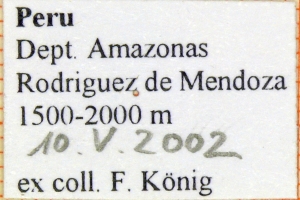 Peru
Dept. Amazonas
Rodriguez de Mendoza
1500-2000 m
10. V. 2002
ex coll. F. König